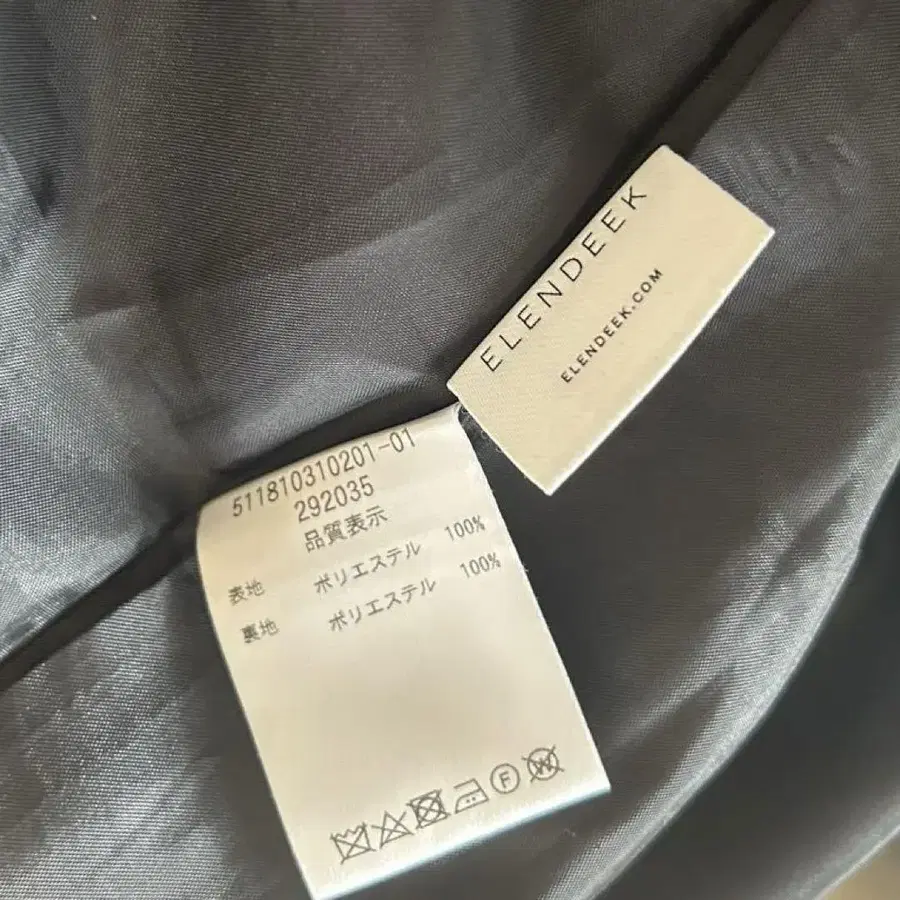 ELENDEEK
ELENDEEK.COM
511810310201-01
292035
品質表示
表地 ポリエステル 100%
裏地 ポリエステル 100%
F
W